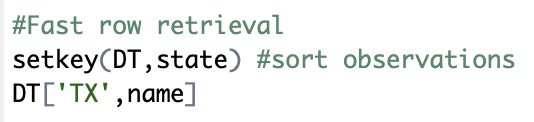 #Fast row retrieval
setkey(DT,state) #sort observations
DT['TX',name]